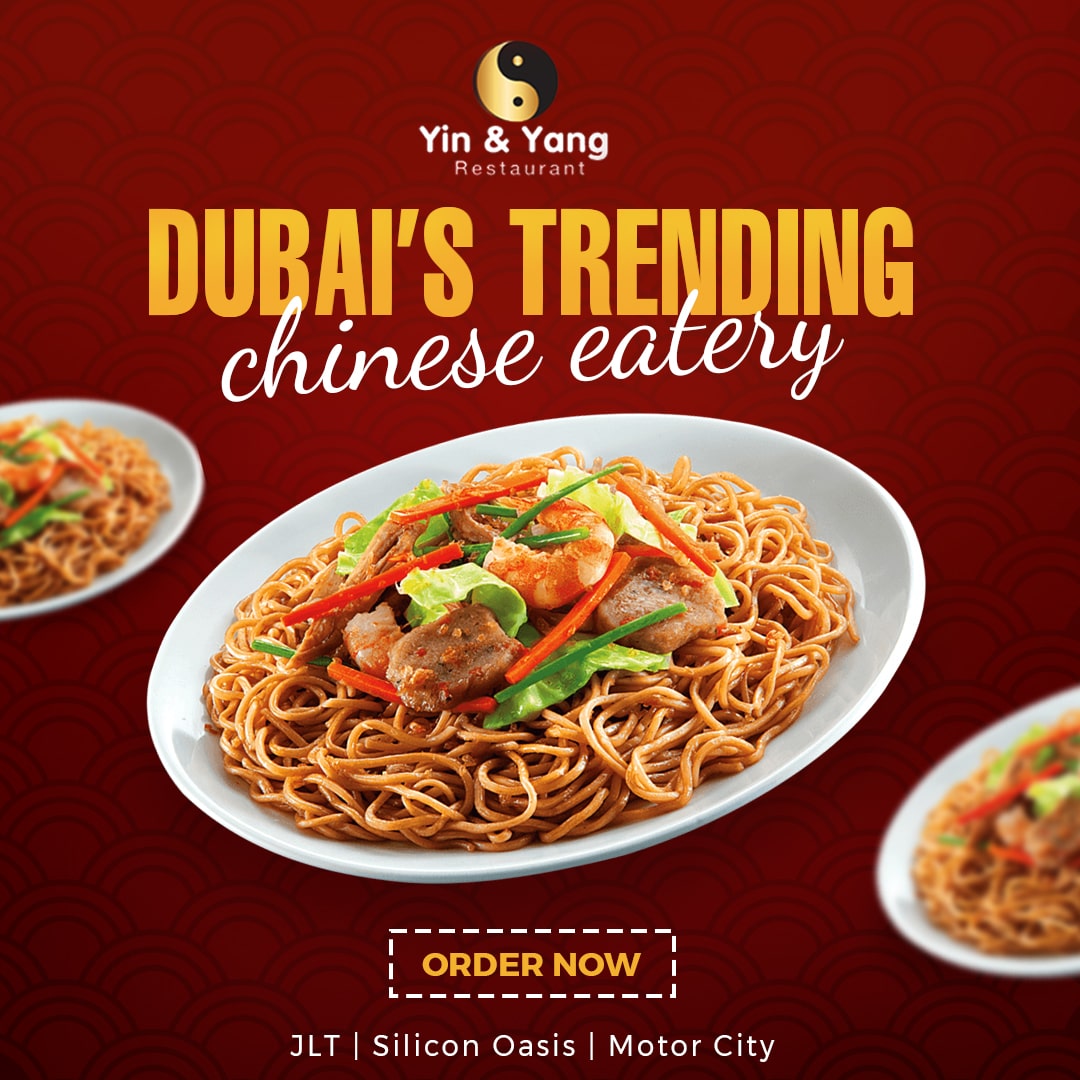 Yin & Yang
Restaurant
DUBAI'S TRENDING
chinese eatery
ORDER NOW
JLT | Silicon Oasis | Motor City